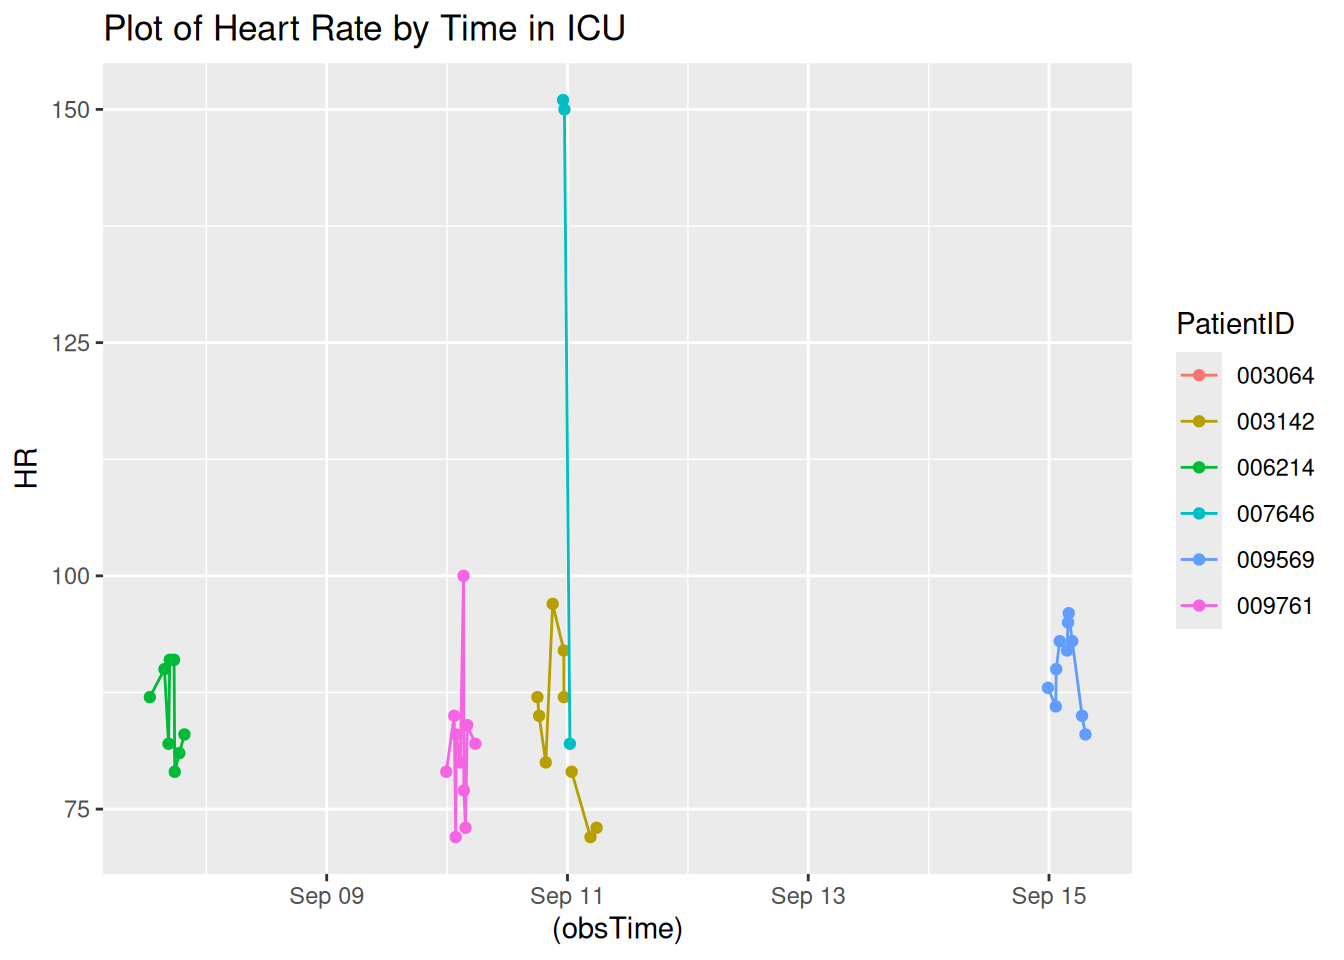 Plot of Heart Rate by Time in ICU
150
125
100
75
HR
Sep 09
Sep 11
Sep 13
Sep 15
(obsTime)
PatientID
003064
003142
006214
007646
009569
009761